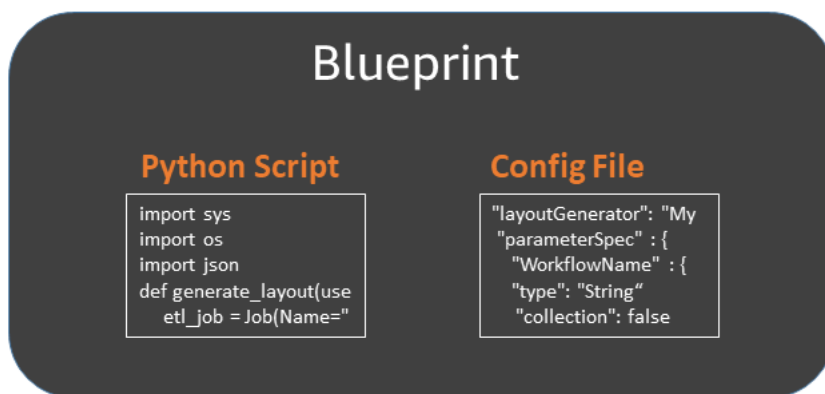 Blueprint
Python Script
import sys
import os
import json
def generate_layout(use
etl_job = Job(Name="
Config File
"layoutGenerator": "My
"parameterSpec" : {
"WorkflowName" : {
"type": "String“
"collection": false